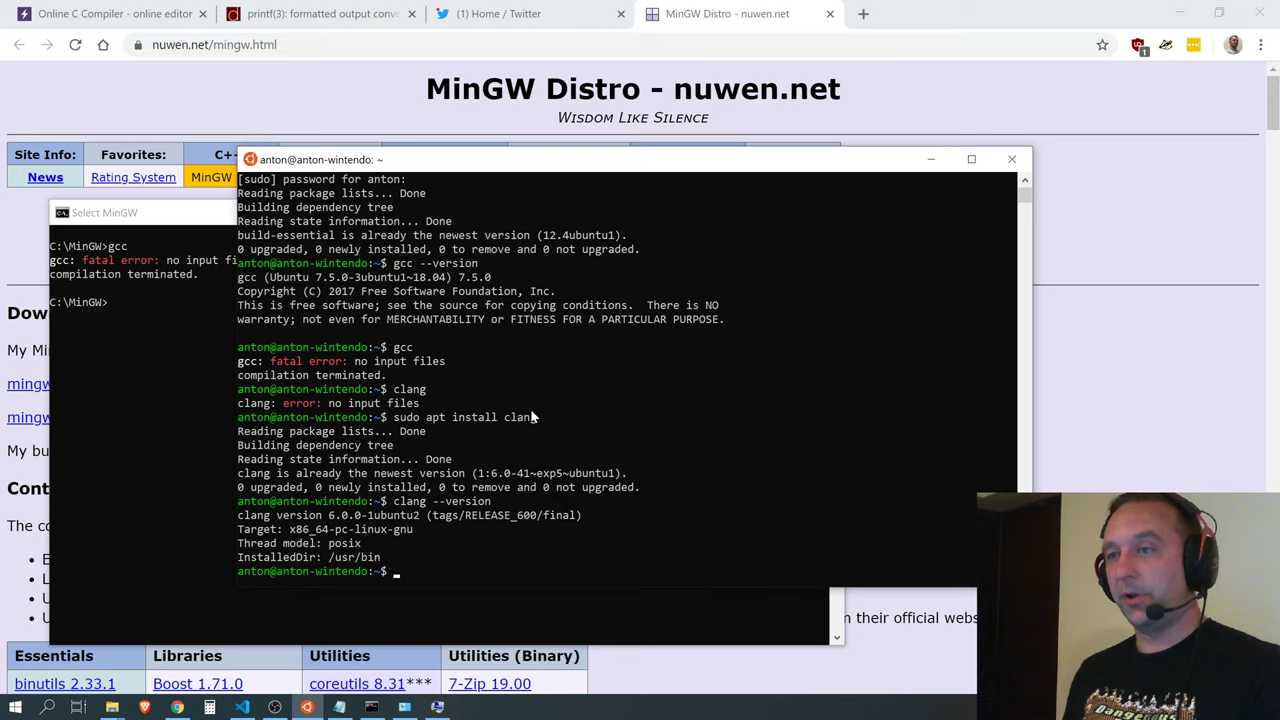 Online C Compiler - online editor
printf(3): formatted output conve
(1) Home / Twitter
MinGW Distro - nuwen.net
nuwen.net/mingw.html
1
MinGW Distro - nuwen.net
Wisdom Like Silence
Site Info:
Favorites:
C+
News
Rating System
MinGW
Select MinGW
C:\MinGW>gcc
gcc: fatal error: no input fi
compilation terminated.
C:\MinGW>
anton@anton-wintendo: ~
[sudo] password for anton:
Reading package lists... Done
Building dependency tree
Reading state information... Done
build-essential is already the newest version (12.4ubuntu1).
0 upgraded, 0 newly installed, 0 to remove and 0 not upgraded.
anton@anton-wintendo:~$ gcc --version
gcc (Ubuntu 7.5.0-3ubuntu1~18.04) 7.5.0
Copyright (C) 2017 Free Software Foundation, Inc.
This is free software; see the source for copying conditions.  There is NO
warranty; not even for MERCHANTABILITY or FITNESS FOR A PARTICULAR PURPOSE.
anton@anton-wintendo:~$ gcc
gcc: fatal error: no input files
compilation terminated.
anton@anton-wintendo:~$ clang
clang: error: no input files
anton@anton-wintendo:~$ sudo apt install clang
Reading package lists... Done
Building dependency tree
Reading state information... Done
clang is already the newest version (1:6.0-41~exp5~ubuntu1).
0 upgraded, 0 newly installed, 0 to remove and 0 not upgraded.
anton@anton-wintendo:~$ clang --version
clang version 6.0.0-1ubuntu2 (tags/RELEASE_600/final)
Target: x86_64-pc-linux-gnu
Thread model: posix
InstalledDir: /usr/bin
anton@anton-wintendo:~$
Dow
My Mi
mingw
mingw
My bu
Cont
The co
E
L
U
U
n their official webs
Essentials
Libraries
Utilities
Utilities (Binary)
binutils 2.33.1
Boost 1.71.0
coreutils 8.31***
7-Zip 19.00